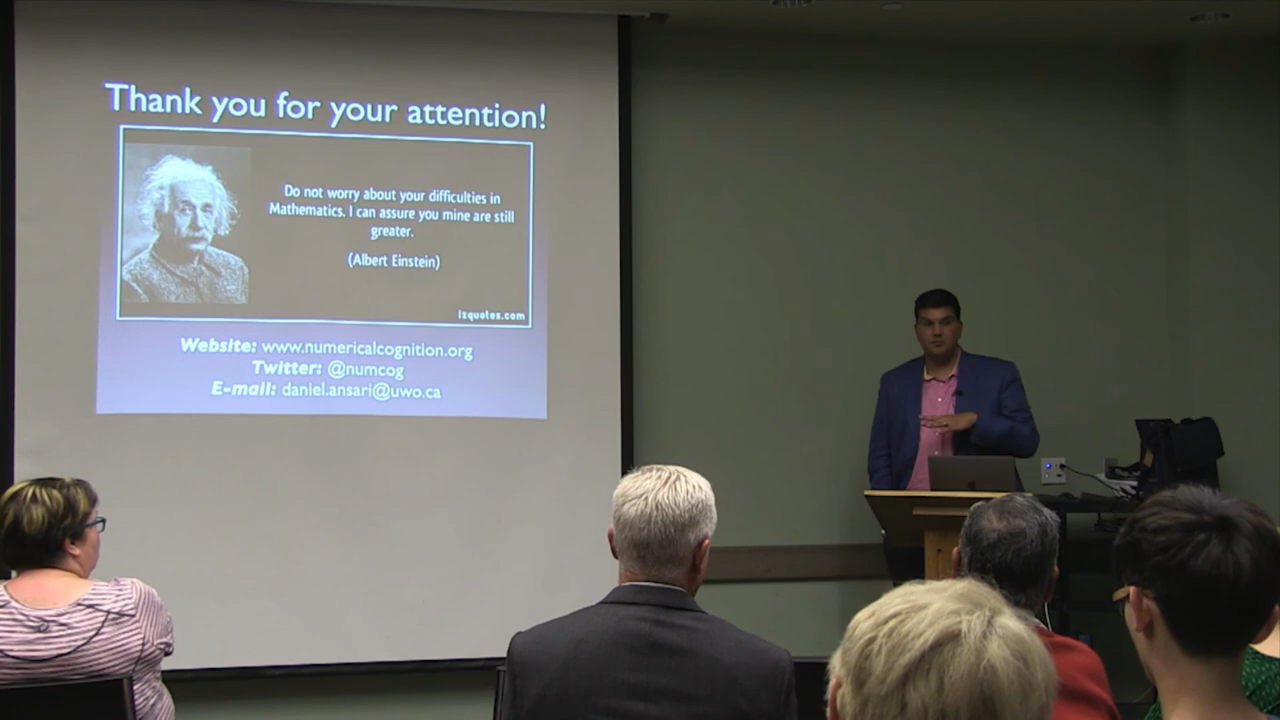 Thank you for your attention!
Do not worry about your difficulties in
Mathematics. I can assure you mine are still
greater.
(Albert Einstein)
izquotes.com
Website: www.numericalcognition.org
Twitter: @numcog
E-mail: daniel.ansari@uwo.ca